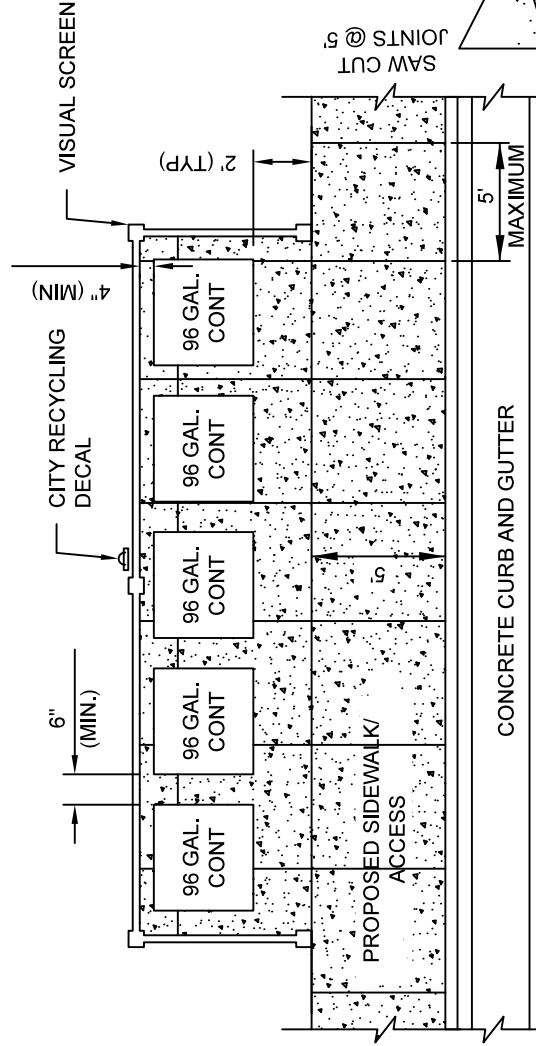 VISUAL SCREEN
CITY RECYCLING
DECAL
4" (MIN)
2' (TYP)
6"
(MIN.)
96 GAL.
CONT
96 GAL.
CONT
96 GAL.
CONT
96 GAL.
CONT
96 GAL.
CONT
SAW CUT
JOINTS @ 5'
5'
MAXIMUM
5'
PROPOSED SIDEWALK/
ACCESS
CONCRETE CURB AND GUTTER